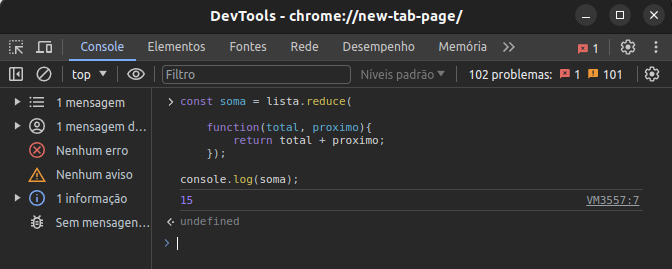 DevTools - chrome://new-tab-page/
Console Elementos Fontes Rede Desempenho Memória 1
top Filtro Níveis padrão 102 problemas: 1 101
1 mensagem
1 mensagem d…
Nenhum erro
Nenhum aviso
1 informação
Sem mensagen…
const soma = lista.reduce(
function(total, proximo){
return total + proximo;
});
console.log(soma);
15 VM3557:7
undefined